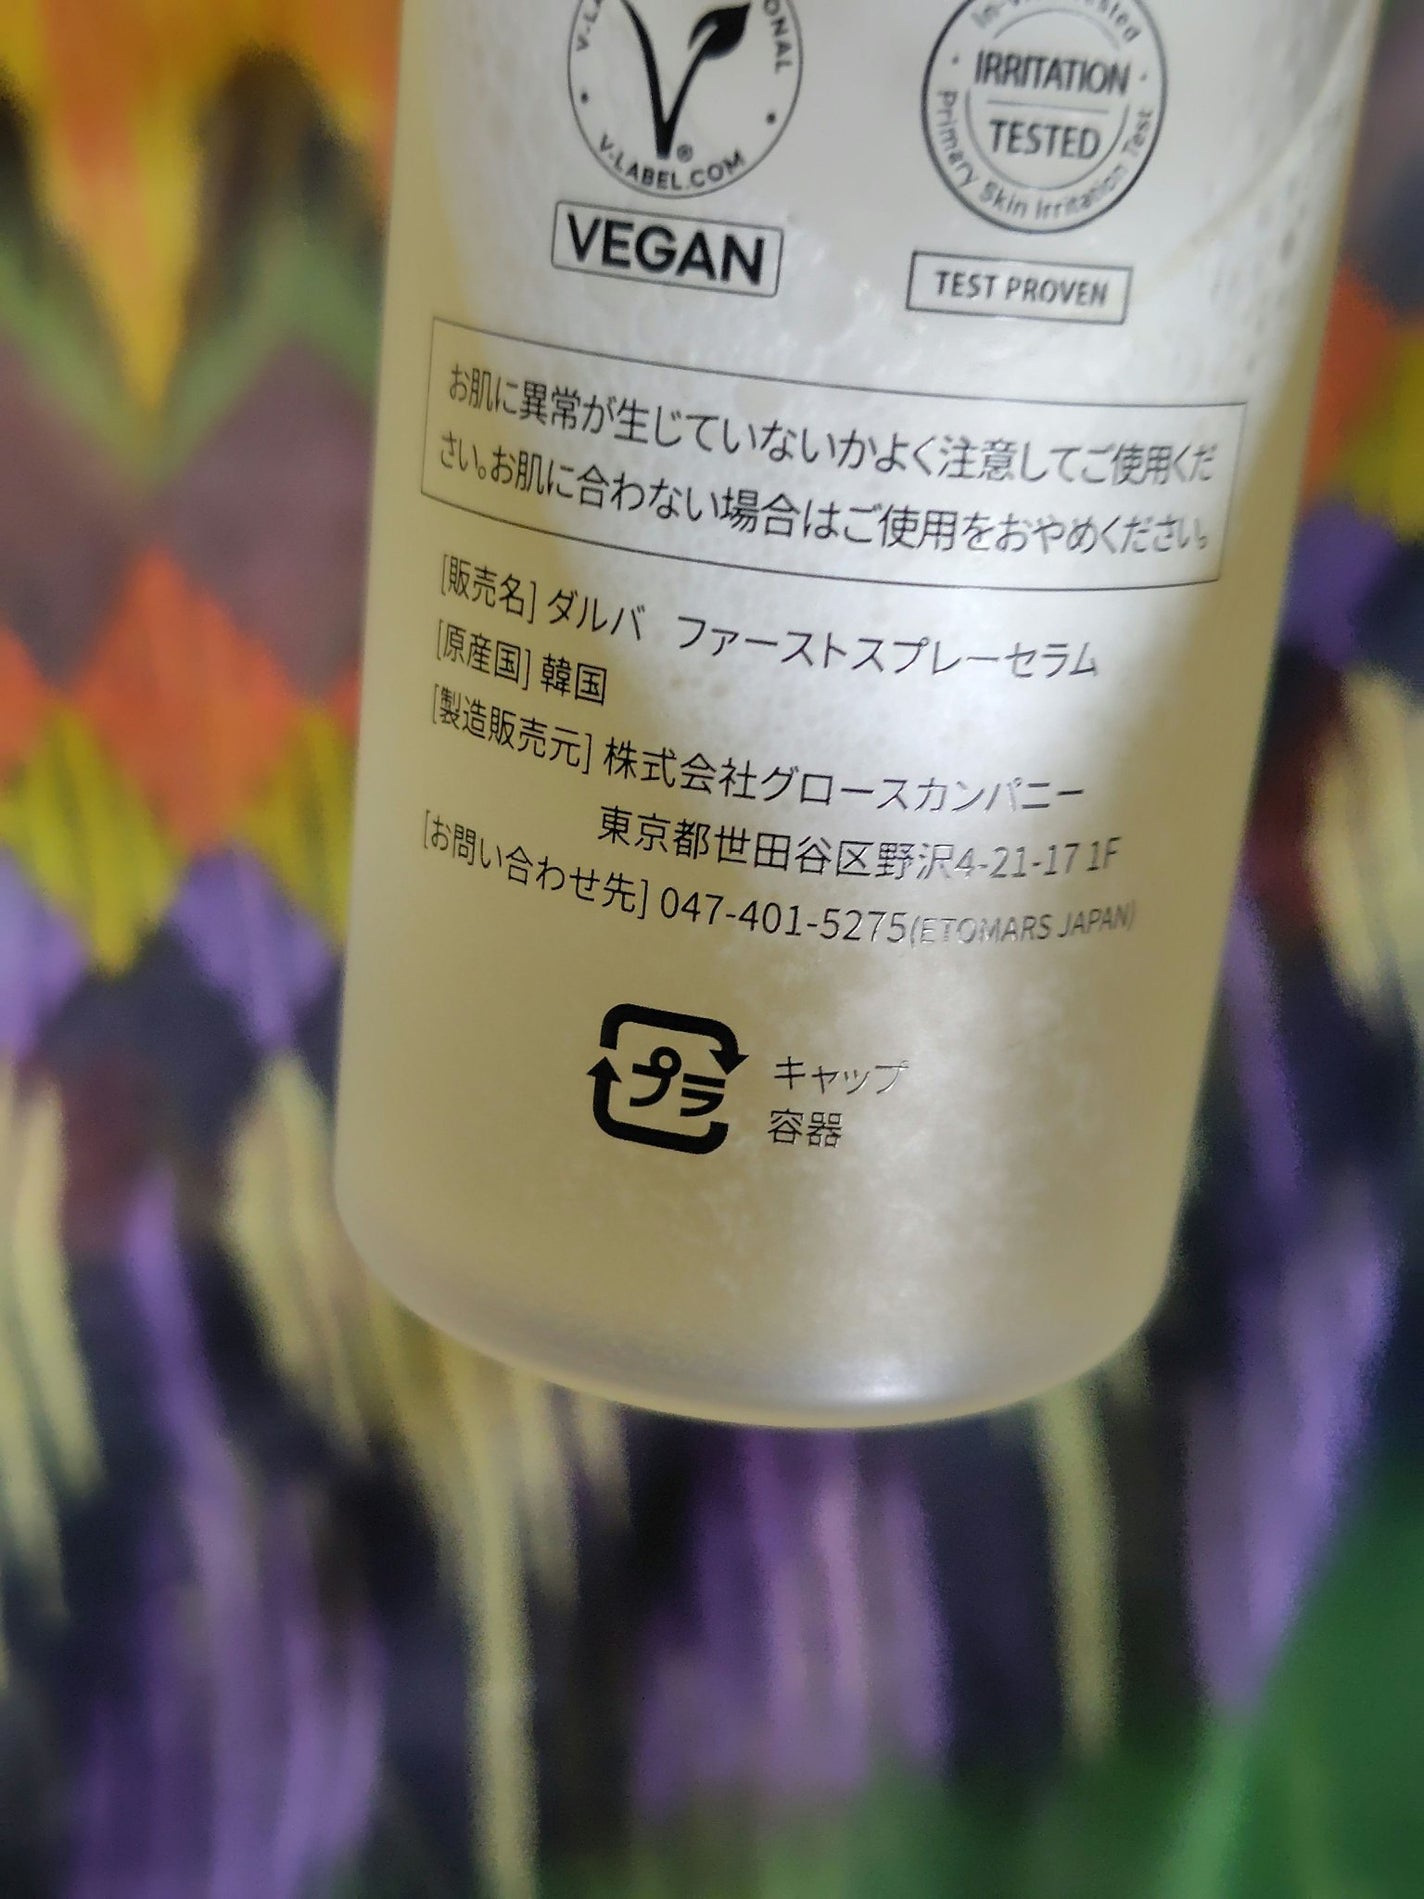 V-LABEL.COM
VEGAN
IRRITATION
TESTED
Primary Skin Irritation Test
TEST PROVEN
お肌に異常が生じていないかよく注意してご使用くだ
さい。お肌に合わない場合はご使用をおやめください。
[販売名] ダルバ ファーストスプレーセラム
[原産国] 韓国
[製造販売元] 株式会社グロースカンパニー
東京都世田谷区野沢4-21-17 1F
[お問い合わせ先] 047-401-5275(ETOMARS JAPAN)
プラ
キャップ
容器